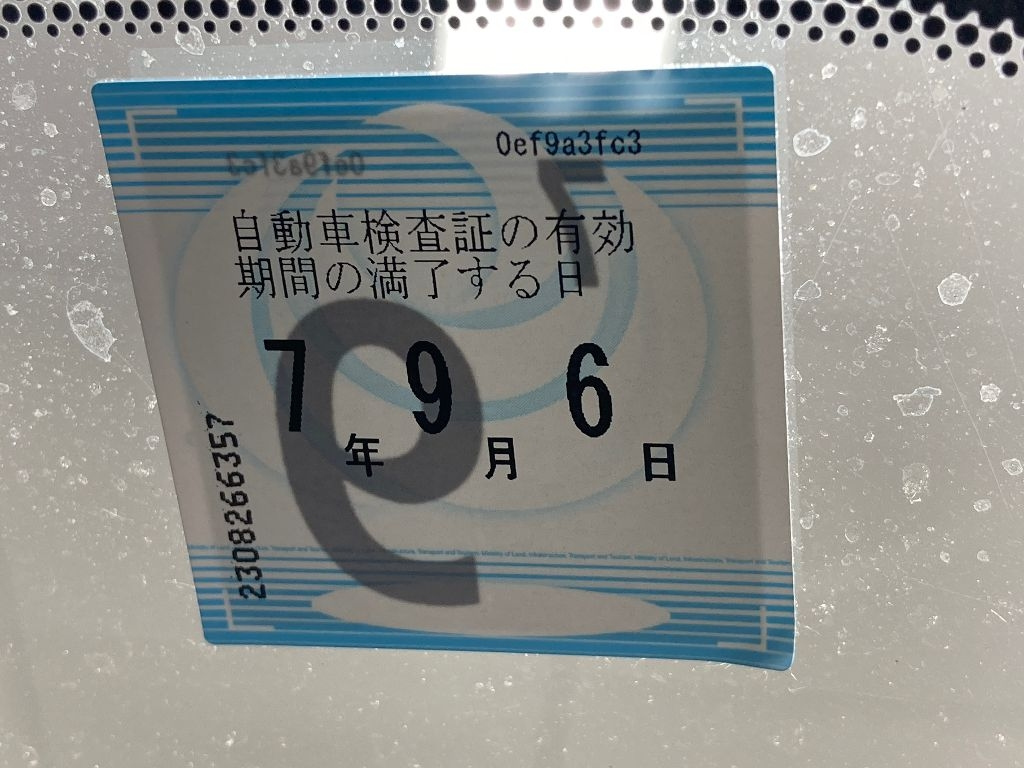 0ef9a3fc3
自動車検査証の有効
期間の満了する日
7年9月6日
2308266357